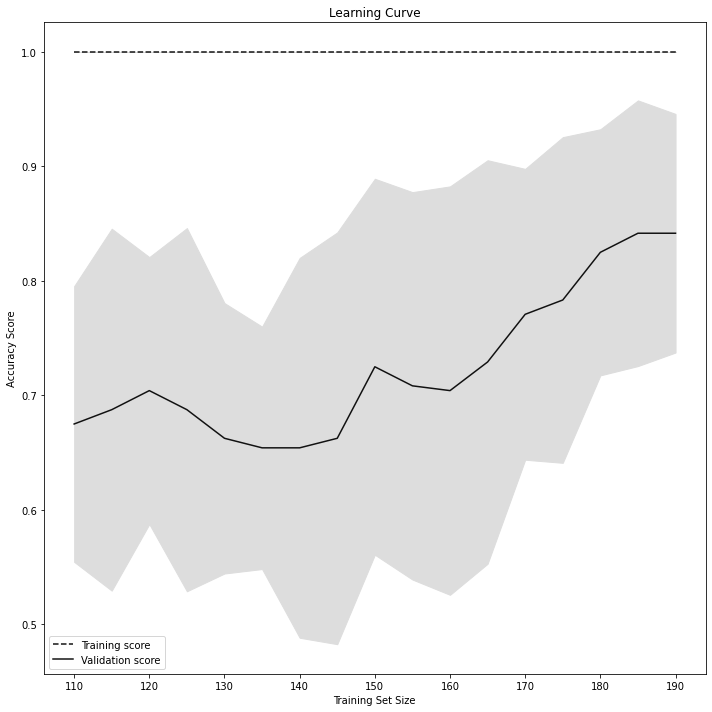 Learning Curve
1.0
0.9
0.8
0.7
0.6
0.5
Accuracy Score
Training score
Validation score
110 120 130 140 150 160 170 180 190
Training Set Size